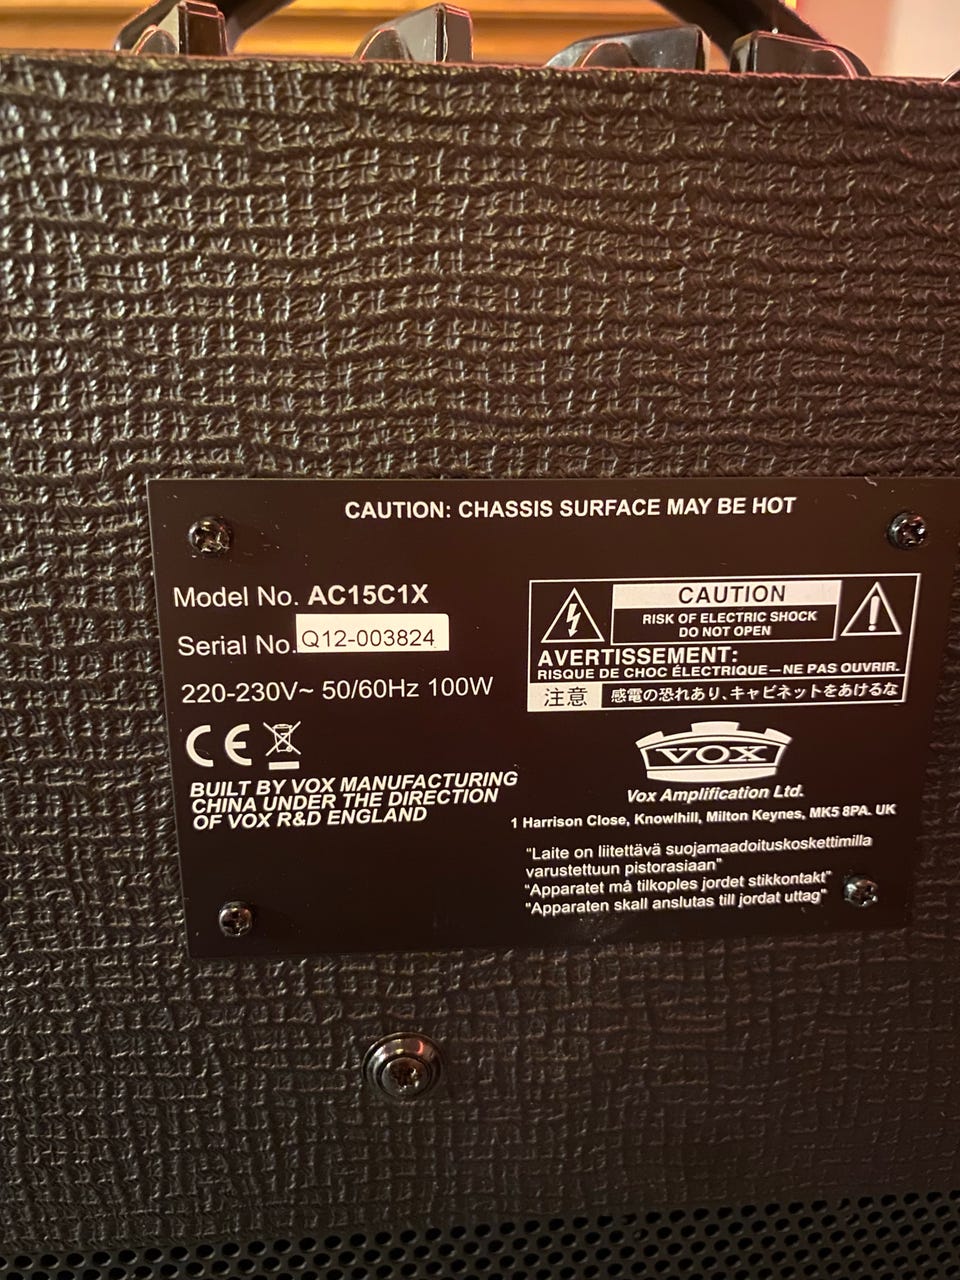 CAUTION: CHASSIS SURFACE MAY BE HOT
Model No. AC15C1X
Serial No. Q12-003824
220-230V~ 50/60Hz 100W
CE
BUILT BY VOX MANUFACTURING
CHINA UNDER THE DIRECTION
OF VOX R&D ENGLAND
CAUTION
RISK OF ELECTRIC SHOCK
DO NOT OPEN
AVERTISSEMENT:
RISQUE DE CHOC ÉLECTRIQUE—NE PAS OUVRIR.
注意 感電の恐れあり、キャビネットをあけるな
VOX
Vox Amplification Ltd.
1 Harrison Close, Knowlhill, Milton Keynes, MK5 8PA. UK
"Laite on liitettävä suojamaadoituskoskettimilla
varustettuun pistorasiaan"
"Apparatet må tilkoples jordet stikkontakt"
"Apparaten skall anslutas till jordat uttag"